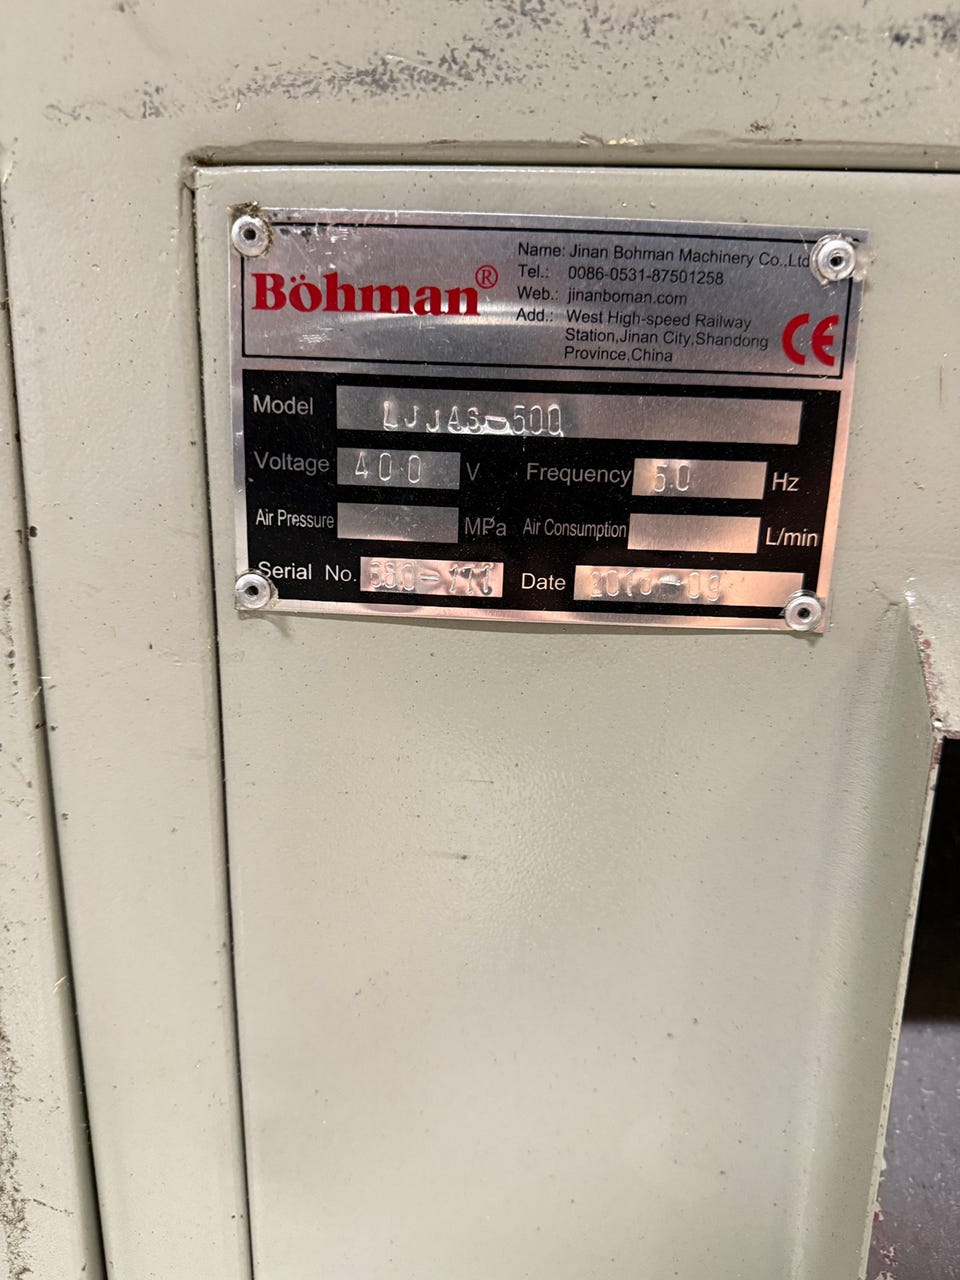 Böhman®
Name: Jinan Bohman Machinery Co.,Ltd
Tel.: 0086-0531-87501258
Web.: jinanboman.com
Add.: West High-speed Railway
Station,Jinan City,Shandong
Province,China
CE
Model LJJAS-500
Voltage 400 V Frequency 50 Hz
Air Pressure MPa Air Consumption L/min
Serial No. Date